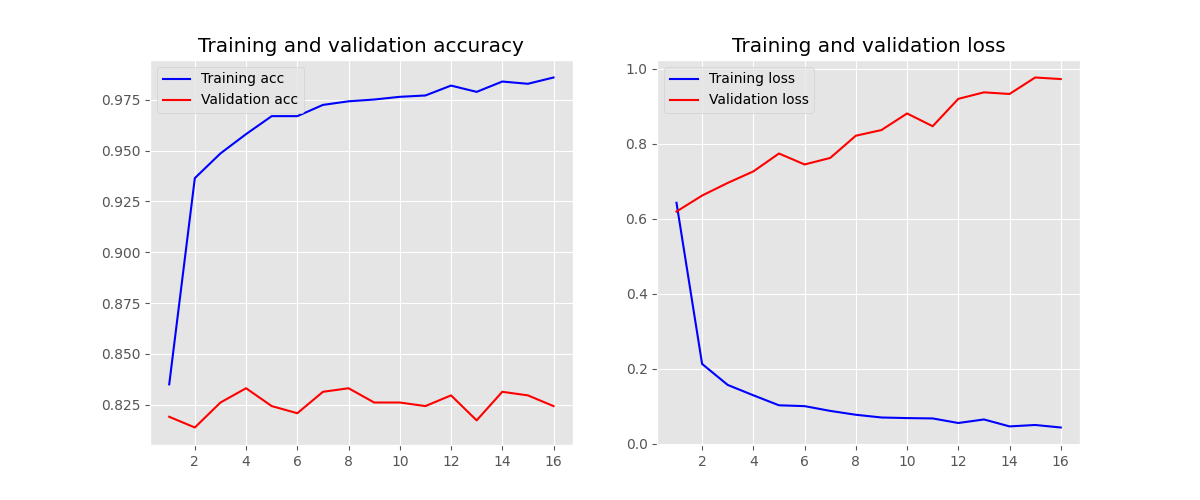 Training and validation accuracy
Training acc
Validation acc
0.975
0.950
0.925
0.900
0.875
0.850
0.825
2 4 6 8 10 12 14 16
Training and validation loss
Training loss
Validation loss
1.0
0.8
0.6
0.4
0.2
0.0
2 4 6 8 10 12 14 16